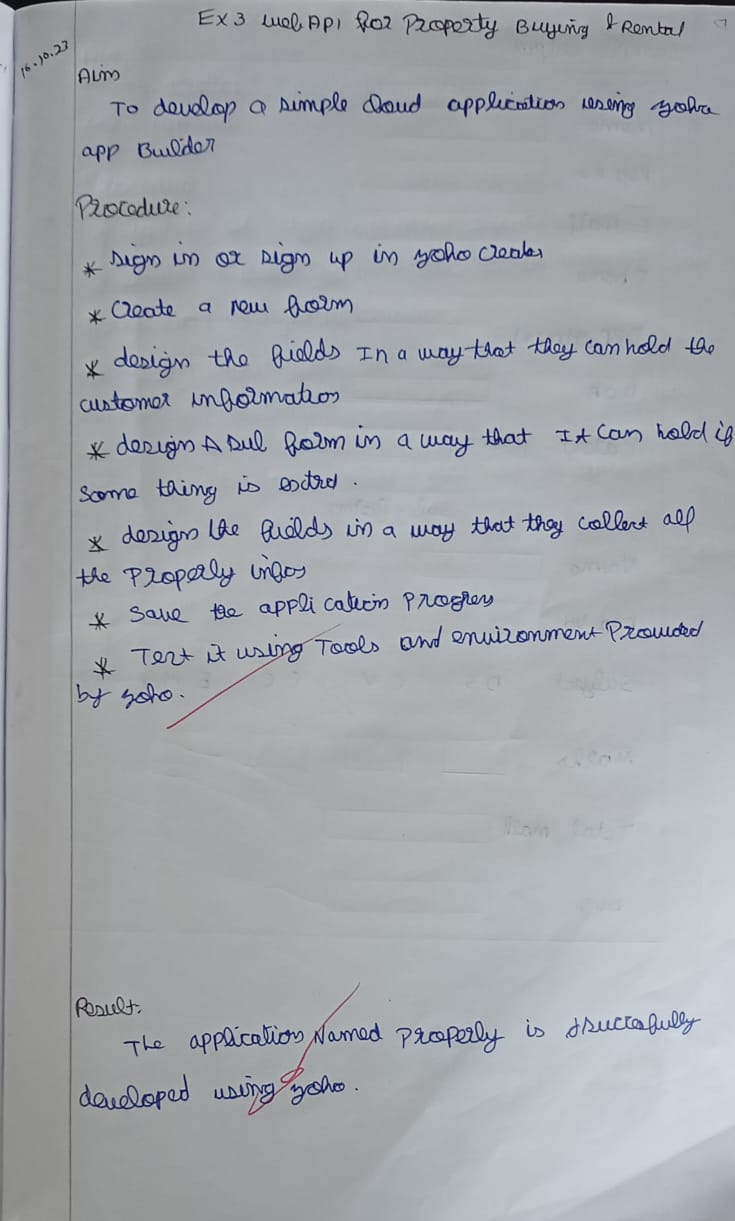 Ex 3 Web API for Property Buying & Rental
16.10.23
Aim
To develop a simple Cloud application using zoho
app Builder
Procedure:
* sign in or sign up in zoho Creator
* Create a new form
* design the fields In a way that they can hold the
customer information
* design A Sub form in a way that It can hold if
some thing is extrd.
* design the fields in a way that they collect all
the Property infos
* Save the application Progress
* Test it using Tools and environment Provided
by zoho.
Result:
The application Named Property is
developed using zoho.